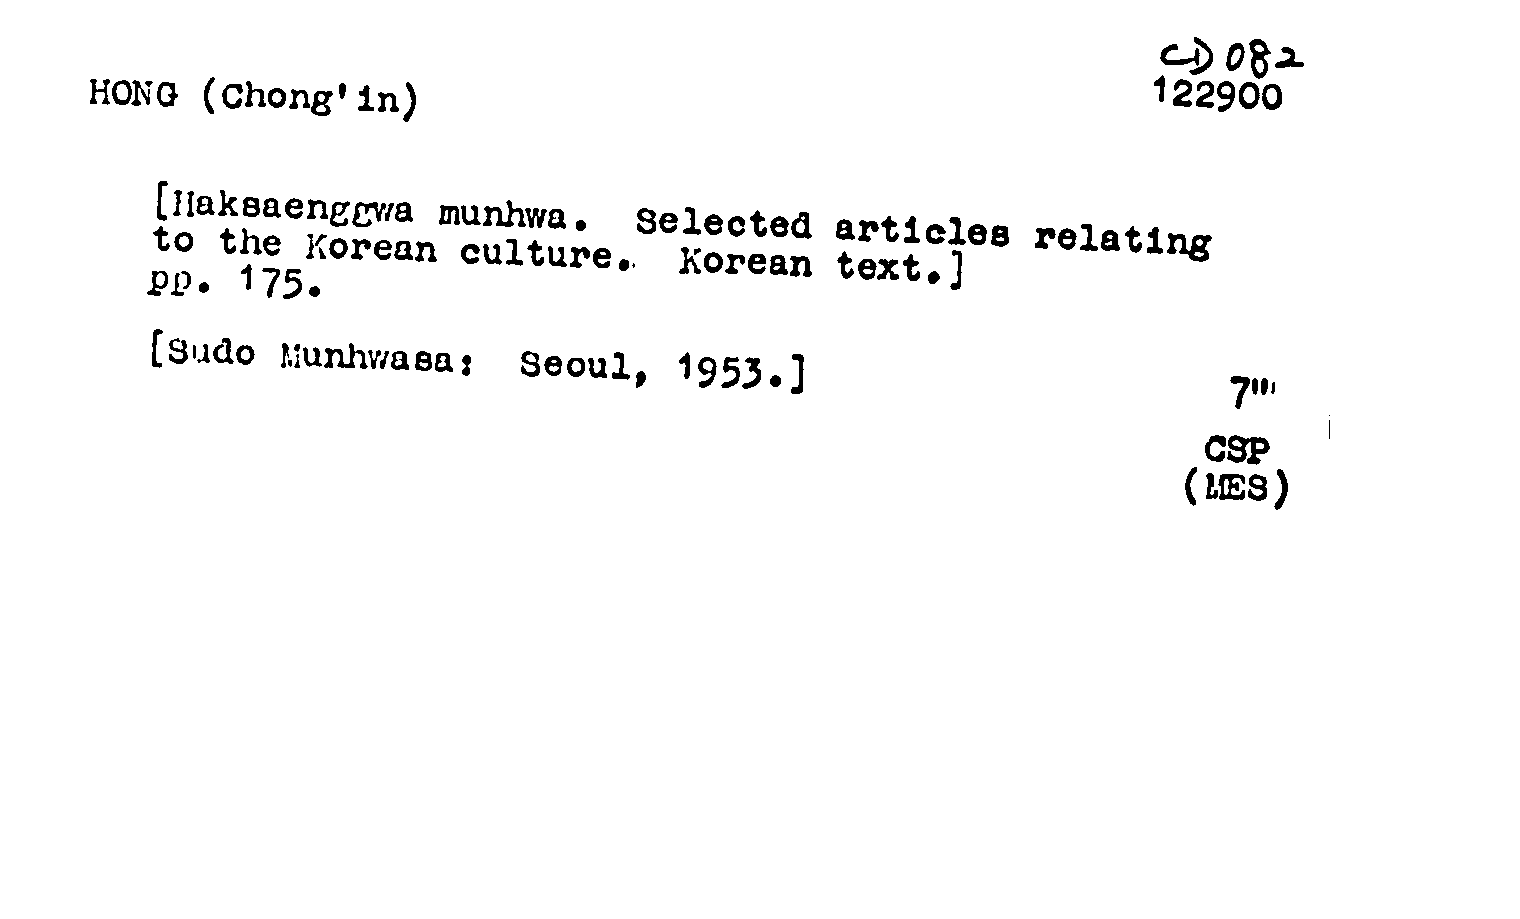 CD 082
HONG (Chong'in)
122900
[Haksaenggwa munhwa. Selected articles relating
to the Korean culture. Korean text.]
pp. 175.
[Sudo Munhwasa: Seoul, 1953.]
7"'
CSP
(MES)